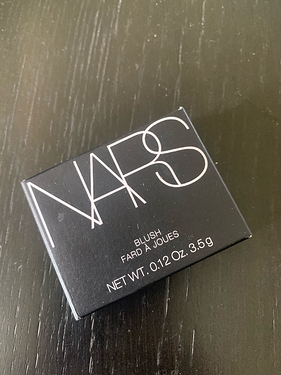 NARS
BLUSH
FARD À JOUES
NET WT. 0.12 Oz. 3.5 g